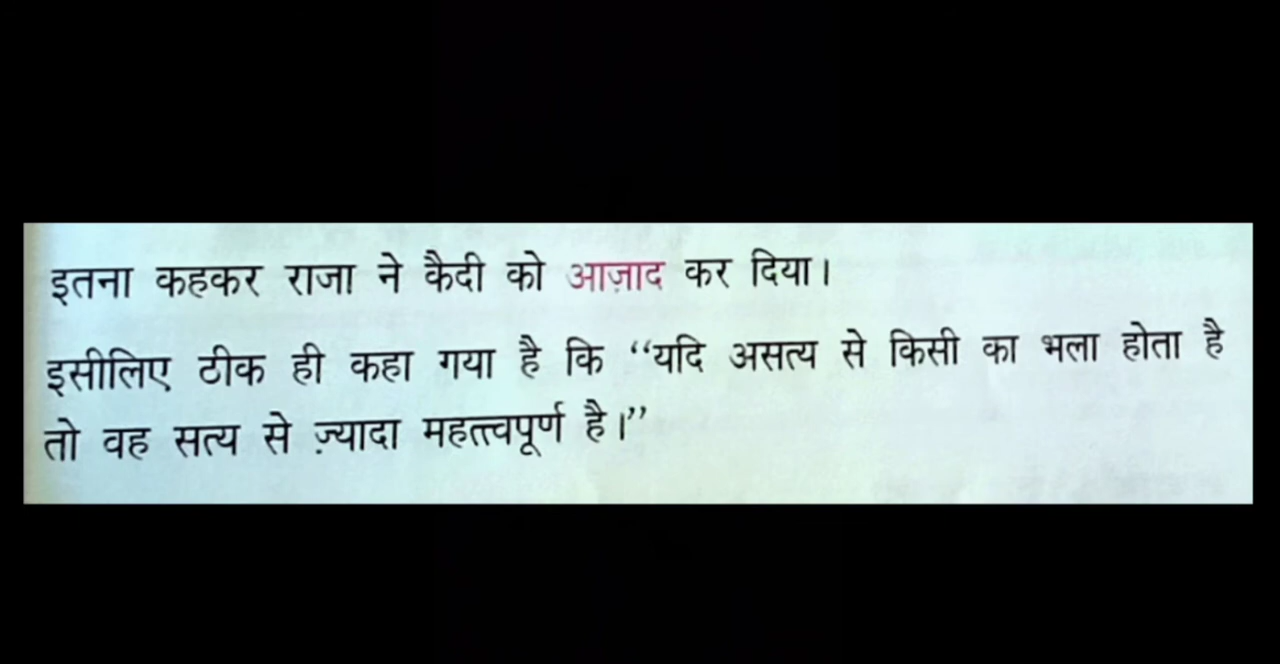 इतना कहकर राजा ने कैदी को आज़ाद कर दिया।
इसीलिए ठीक ही कहा गया है कि “यदि असत्य से किसी का भला होता है
तो वह सत्य से ज़्यादा महत्त्वपूर्ण है।”